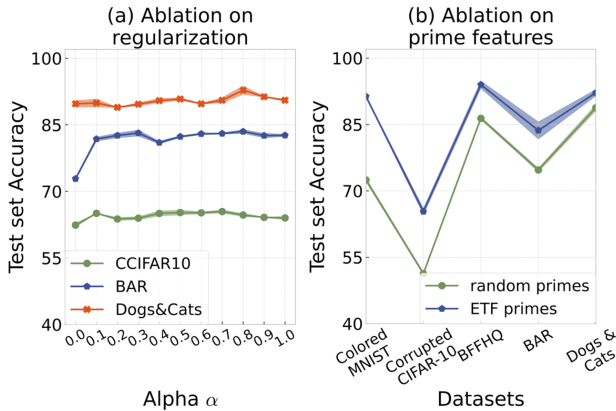 (a) Ablation on
regularization
Test set Accuracy
100
85
70
55
40
CCIFAR10
BAR
Dogs&Cats
0.0 0.1 0.2 0.3 0.4 0.5 0.6 0.7 0.8 0.9 1.0
Alpha α
(b) Ablation on
prime features
Test set Accuracy
100
85
70
55
40
random primes
ETF primes
Colored
MNIST
Corrupted
CIFAR-10
BFFHQ
BAR
Dogs &
Cats
Datasets